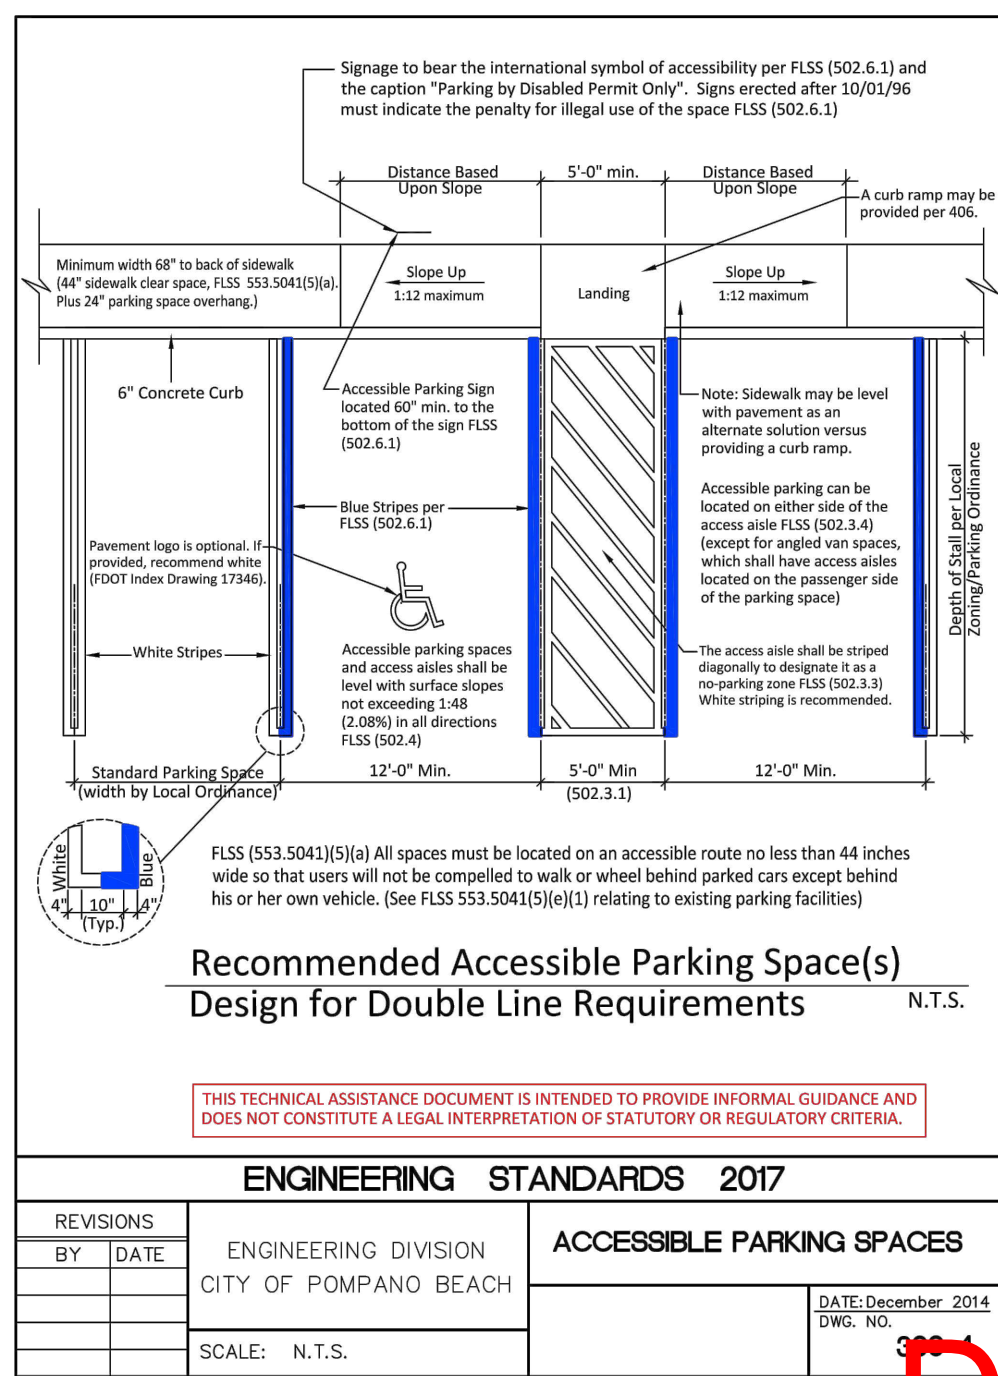 Signage to bear the international symbol of accessibility per FLSS (502.6.1) and
the caption "Parking by Disabled Permit Only".  Signs erected after 10/01/96
must indicate the penalty for illegal use of the space FLSS (502.6.1)
Distance Based
Upon Slope
5'-0" min.
Distance Based
Upon Slope
A curb ramp may be
provided per 406.
Minimum width 68" to back of sidewalk
(44" sidewalk clear space, FLSS  553.5041(5)(a).
Plus 24" parking space overhang.)
Slope Up
1:12 maximum
Landing
Slope Up
1:12 maximum
6" Concrete Curb
Accessible Parking Sign
located 60" min. to the
bottom of the sign FLSS
(502.6.1)
Note: Sidewalk may be level
with pavement as an
alternate solution versus
providing a curb ramp.
Blue Stripes per
FLSS (502.6.1)
Accessible parking can be
located on either side of the
access aisle FLSS (502.3.4)
(except for angled van spaces,
which shall have access aisles
located on the passenger side
of the parking space)
Depth of Stall per Local
Zoning/Parking Ordinance
Pavement logo is optional. If
provided, recommend white
(FDOT Index Drawing 17346).
White Stripes
Accessible parking spaces
and access aisles shall be
level with surface slopes
not exceeding 1:48
(2.08%) in all directions
FLSS (502.4)
The access aisle shall be striped
diagonally to designate it as a
no-parking zone FLSS (502.3.3)
White striping is recommended.
Standard Parking Space
(width by Local Ordinance)
12'-0" Min.
5'-0" Min
(502.3.1)
12'-0" Min.
White
Blue
4"
10"
4"
(Typ.)
FLSS (553.5041)(5)(a) All spaces must be located on an accessible route no less than 44 inches
wide so that users will not be compelled to walk or wheel behind parked cars except behind
his or her own vehicle. (See FLSS 553.5041(5)(e)(1) relating to existing parking facilities)
Recommended Accessible Parking Space(s)
Design for Double Line Requirements
N.T.S.
THIS TECHNICAL ASSISTANCE DOCUMENT IS INTENDED TO PROVIDE INFORMAL GUIDANCE AND
DOES NOT CONSTITUTE A LEGAL INTERPRETATION OF STATUTORY OR REGULATORY CRITERIA.
ENGINEERING STANDARDS 2017
REVISIONS
BY DATE
ENGINEERING DIVISION
CITY OF POMPANO BEACH
SCALE: N.T.S.
ACCESSIBLE PARKING SPACES
DATE: December 2014
DWG. NO.